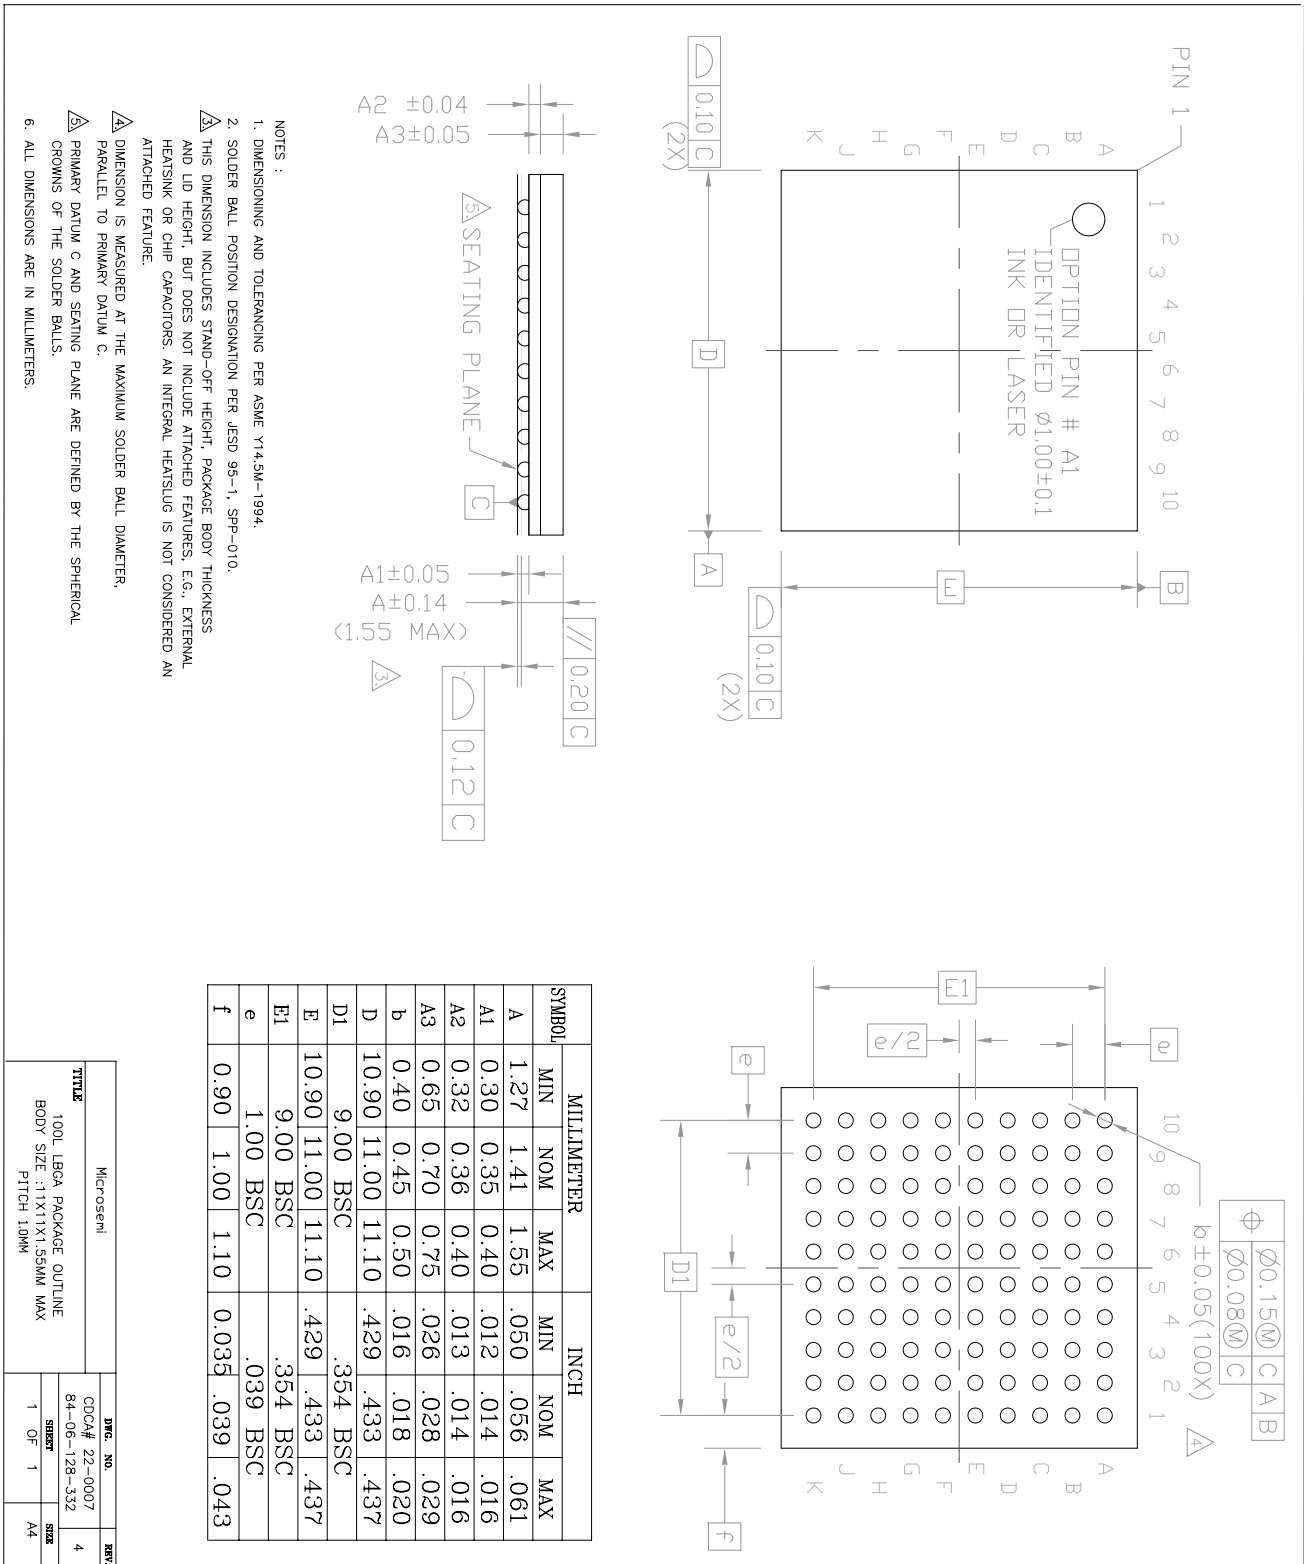 PIN 1
1 2 3 4 5 6 7 8 9 10
A
B
C
D
E
F
G
H
J
K
OPTION PIN # A1
IDENTIFIED Ø1.00±0.1
INK OR LASER
B
E
D
A
0.10 C
(2X)
0.10 C
(2X)
Ø0.15Ⓜ C A B
Ø0.08Ⓜ C
b±0.05(100X) 4
10 9 8 7 6 5 4 3 2 1
A
B
C
D
E
F
G
H
J
K
e
E1
e/2
e
D1
e/2
f
A2 ±0.04
A3±0.05
5 SEATING PLANE
C
// 0.20 C
A1±0.05
A±0.14
(1.55 MAX)
3.
0.12 C
NOTES :
1. DIMENSIONING AND TOLERANCING PER ASME Y14.5M-1994.
2. SOLDER BALL POSITION DESIGNATION PER JESD 95-1, SPP-010.
3. THIS DIMENSION INCLUDES STAND-OFF HEIGHT, PACKAGE BODY THICKNESS
AND LID HEIGHT, BUT DOES NOT INCLUDE ATTACHED FEATURES, E.G., EXTERNAL
HEATSINK OR CHIP CAPACITORS. AN INTEGRAL HEATSLUG IS NOT CONSIDERED AN
ATTACHED FEATURE.
4. DIMENSION IS MEASURED AT THE MAXIMUM SOLDER BALL DIAMETER,
PARALLEL TO PRIMARY DATUM C.
5. PRIMARY DATUM C AND SEATING PLANE ARE DEFINED BY THE SPHERICAL
CROWNS OF THE SOLDER BALLS.
6. ALL DIMENSIONS ARE IN MILLIMETERS.
SYMBOL MILLIMETER INCH
MIN NOM MAX MIN NOM MAX
A 1.27 1.41 1.55 .050 .056 .061
A1 0.30 0.35 0.40 .012 .014 .016
A2 0.32 0.36 0.40 .013 .014 .016
A3 0.65 0.70 0.75 .026 .028 .029
b 0.40 0.45 0.50 .016 .018 .020
D 10.90 11.00 11.10 .429 .433 .437
D1 9.00 BSC .354 BSC
E 10.90 11.00 11.10 .429 .433 .437
E1 9.00 BSC .354 BSC
e 1.00 BSC .039 BSC
f 0.90 1.00 1.10 0.035 .039 .043
Microsemi
DWG. NO.
CDCA# 22-0007
84-06-128-332
REV.
4
TITLE
100L LBGA PACKAGE OUTLINE
BODY SIZE :11X11X1.55MM MAX
PITCH 1.0MM
SHEET
1 OF 1
SIZE
A4